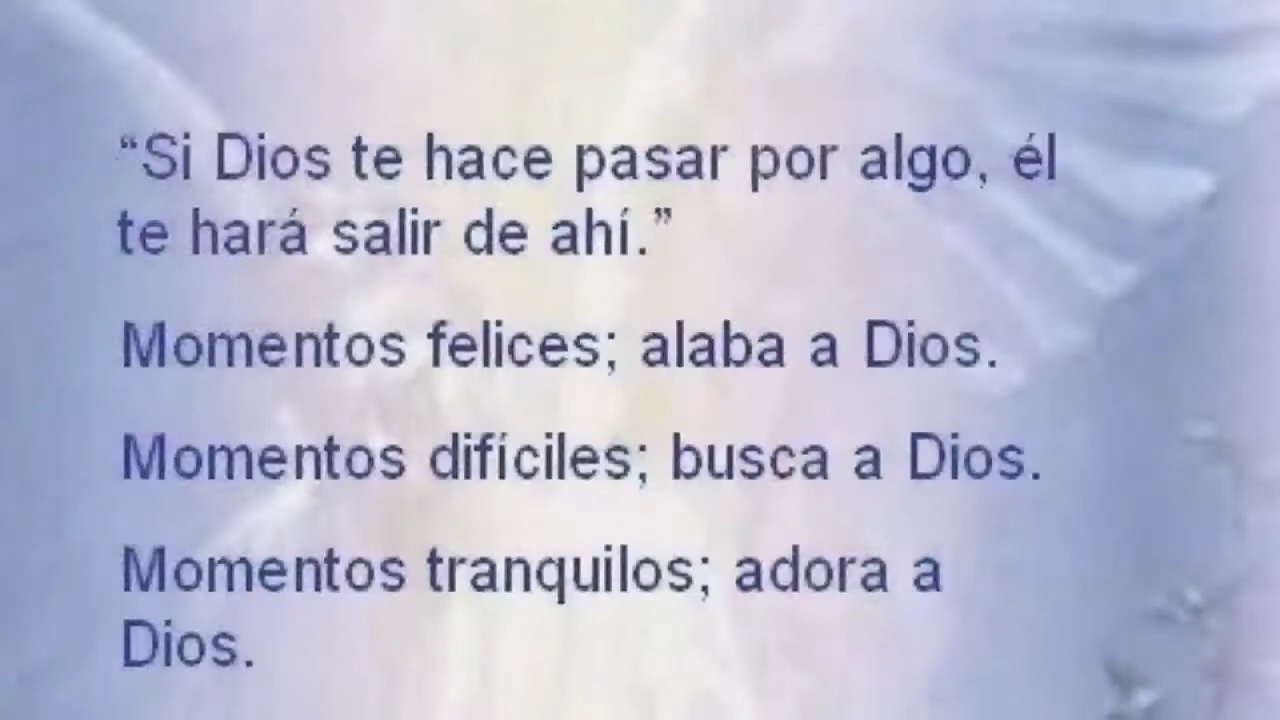 “Si Dios te hace pasar por algo, él
te hará salir de ahí.”
Momentos felices; alaba a Dios.
Momentos difíciles; busca a Dios.
Momentos tranquilos; adora a
Dios.